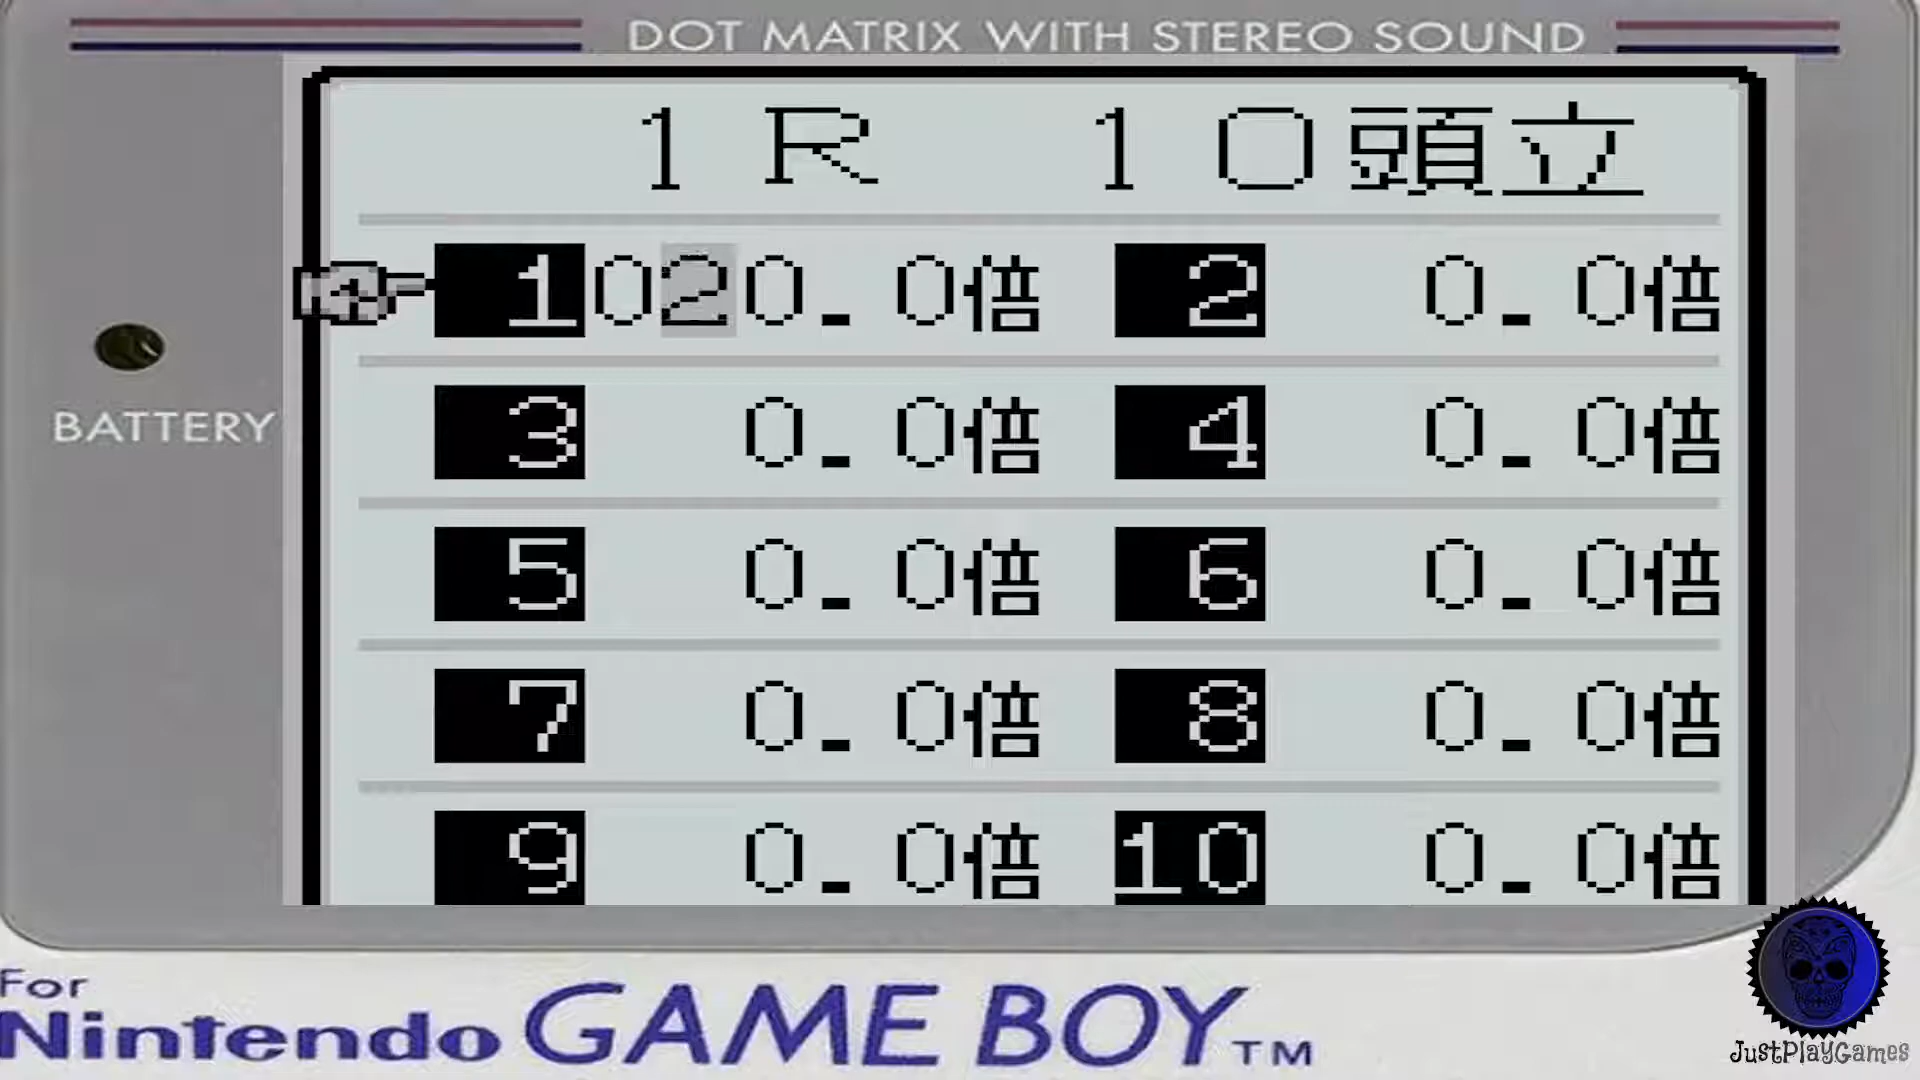 DOT MATRIX WITH STEREO SOUND
1R 10頭立
1 020.0倍 2 0.0倍
3 0.0倍 4 0.0倍
BATTERY
5 0.0倍 6 0.0倍
7 0.0倍 8 0.0倍
9 0.0倍 10 0.0倍
For
Nintendo GAME BOY TM
JustPlayGames